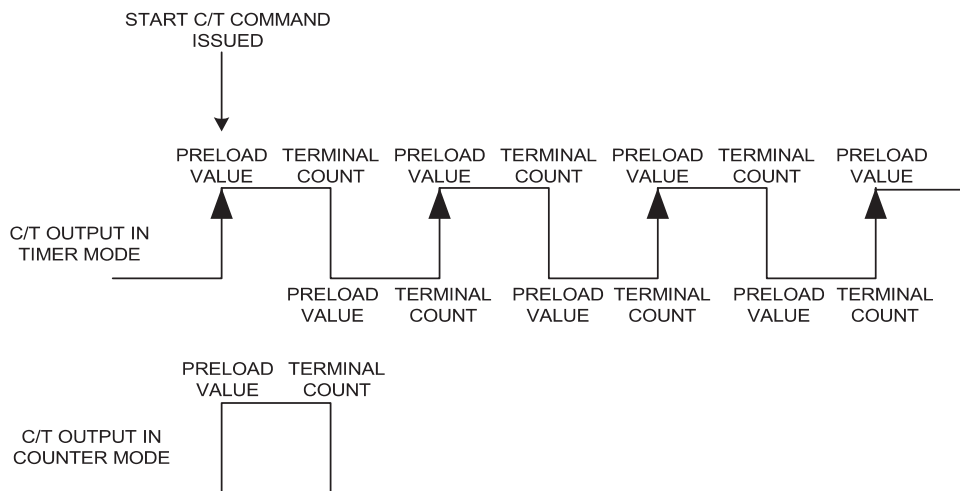 START C/T COMMAND
ISSUED
PRELOAD
VALUE
TERMINAL
COUNT
PRELOAD
VALUE
TERMINAL
COUNT
PRELOAD
VALUE
TERMINAL
COUNT
PRELOAD
VALUE
C/T OUTPUT IN
TIMER MODE
PRELOAD
VALUE
TERMINAL
COUNT
PRELOAD
VALUE
TERMINAL
COUNT
PRELOAD
VALUE
TERMINAL
COUNT
PRELOAD
VALUE
TERMINAL
COUNT
C/T OUTPUT IN
COUNTER MODE